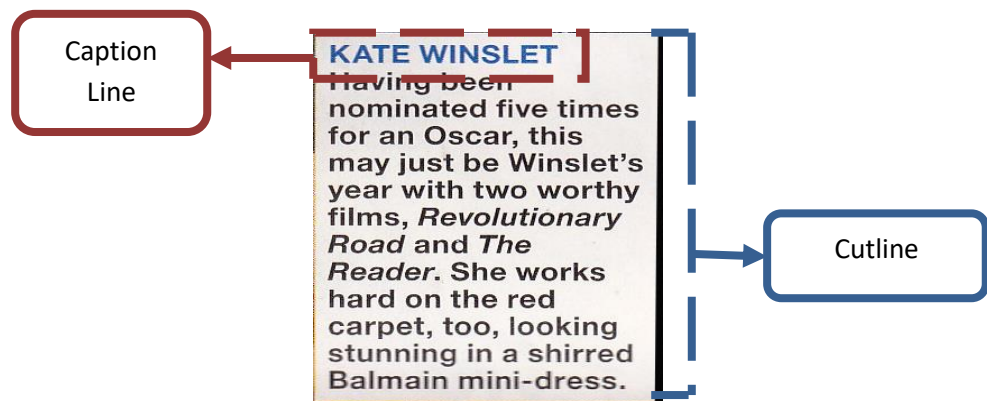 Caption
Line
KATE WINSLET
Having been
nominated five times
for an Oscar, this
may just be Winslet's
year with two worthy
films, Revolutionary
Road and The
Reader. She works
hard on the red
carpet, too, looking
stunning in a shirred
Balmain mini-dress.
Cutline